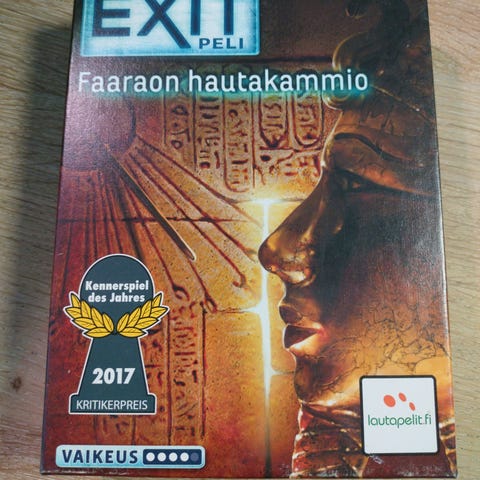 EXIT
PELI
Faaraon hautakammio
Kennerspiel
des Jahres
2017
KRITIKERPREIS
lautapelit.fi
VAIKEUS